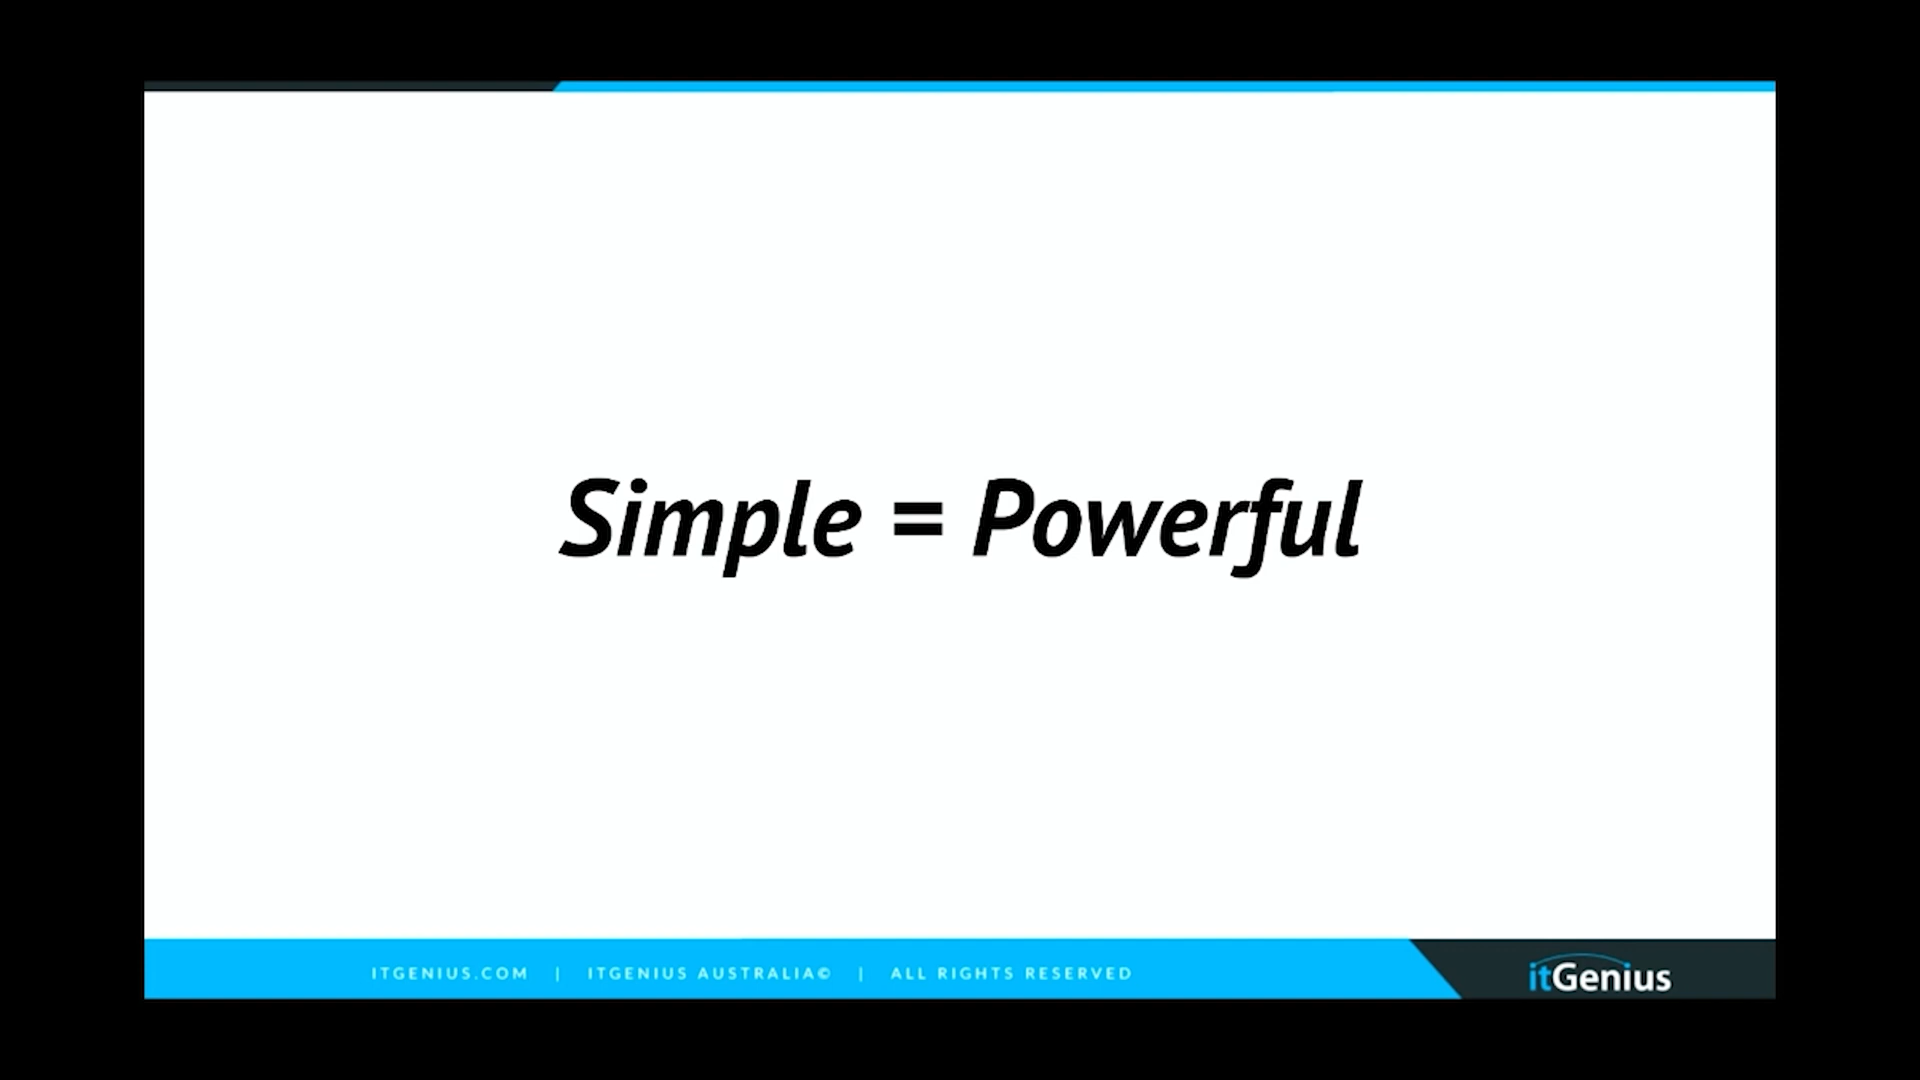 Simple = Powerful
ITGENIUS.COM | ITGENIUS AUSTRALIA© | ALL RIGHTS RESERVED
itGenius